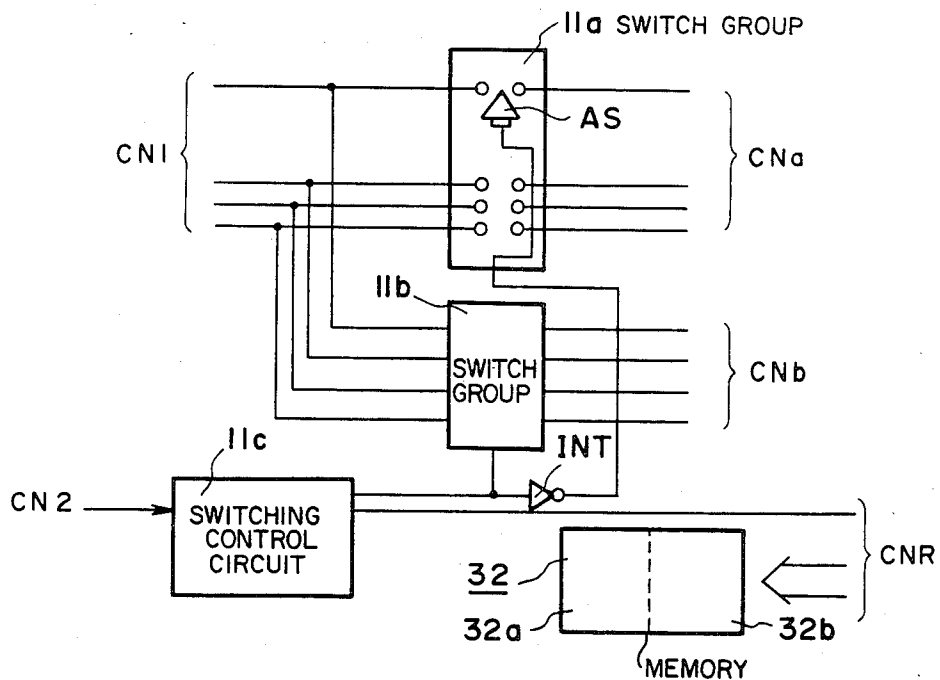 11a SWITCH GROUP
AS
CN1
CNa
11b
SWITCH
GROUP
CNb
11c
INT
CN2
SWITCHING
CONTROL
CIRCUIT
CNR
32
32a
32b
MEMORY